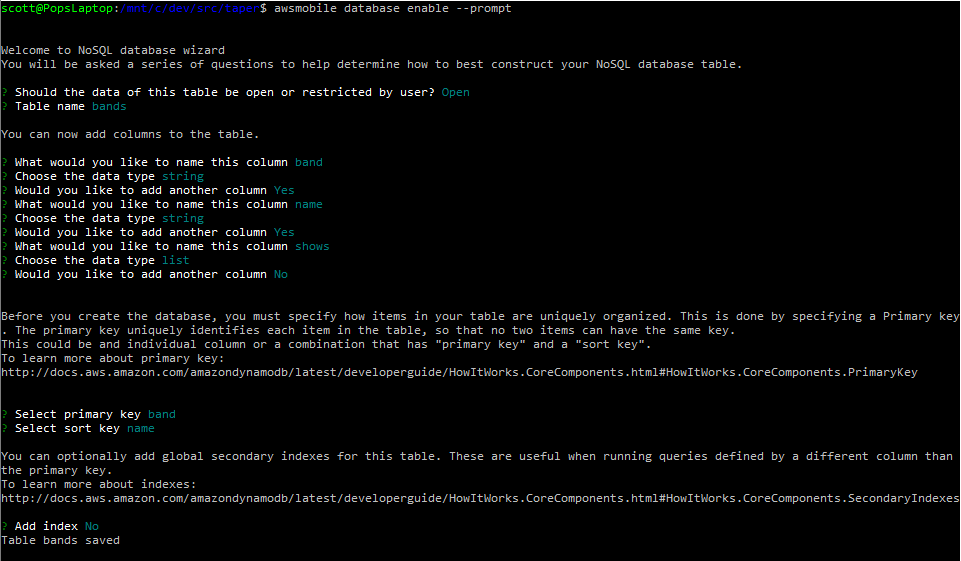 scott@PopsLaptop:/mnt/c/dev/src/taper$ awsmobile database enable --prompt
Welcome to NoSQL database wizard
You will be asked a series of questions to help determine how to best construct your NoSQL database table.
? Should the data of this table be open or restricted by user? Open
? Table name bands
You can now add columns to the table.
? What would you like to name this column band
? Choose the data type string
? Would you like to add another column Yes
? What would you like to name this column name
? Choose the data type string
? Would you like to add another column Yes
? What would you like to name this column shows
? Choose the data type list
? Would you like to add another column No
Before you create the database, you must specify how items in your table are uniquely organized. This is done by specifying a Primary key
. The primary key uniquely identifies each item in the table, so that no two items can have the same key.
This could be and individual column or a combination that has "primary key" and a "sort key".
To learn more about primary key:
http://docs.aws.amazon.com/amazondynamodb/latest/developerguide/HowItWorks.CoreComponents.html#HowItWorks.CoreComponents.PrimaryKey
? Select primary key band
? Select sort key name
You can optionally add global secondary indexes for this table. These are useful when running queries defined by a different column than
the primary key.
To learn more about indexes:
http://docs.aws.amazon.com/amazondynamodb/latest/developerguide/HowItWorks.CoreComponents.html#HowItWorks.CoreComponents.SecondaryIndexes
? Add index No
Table bands saved